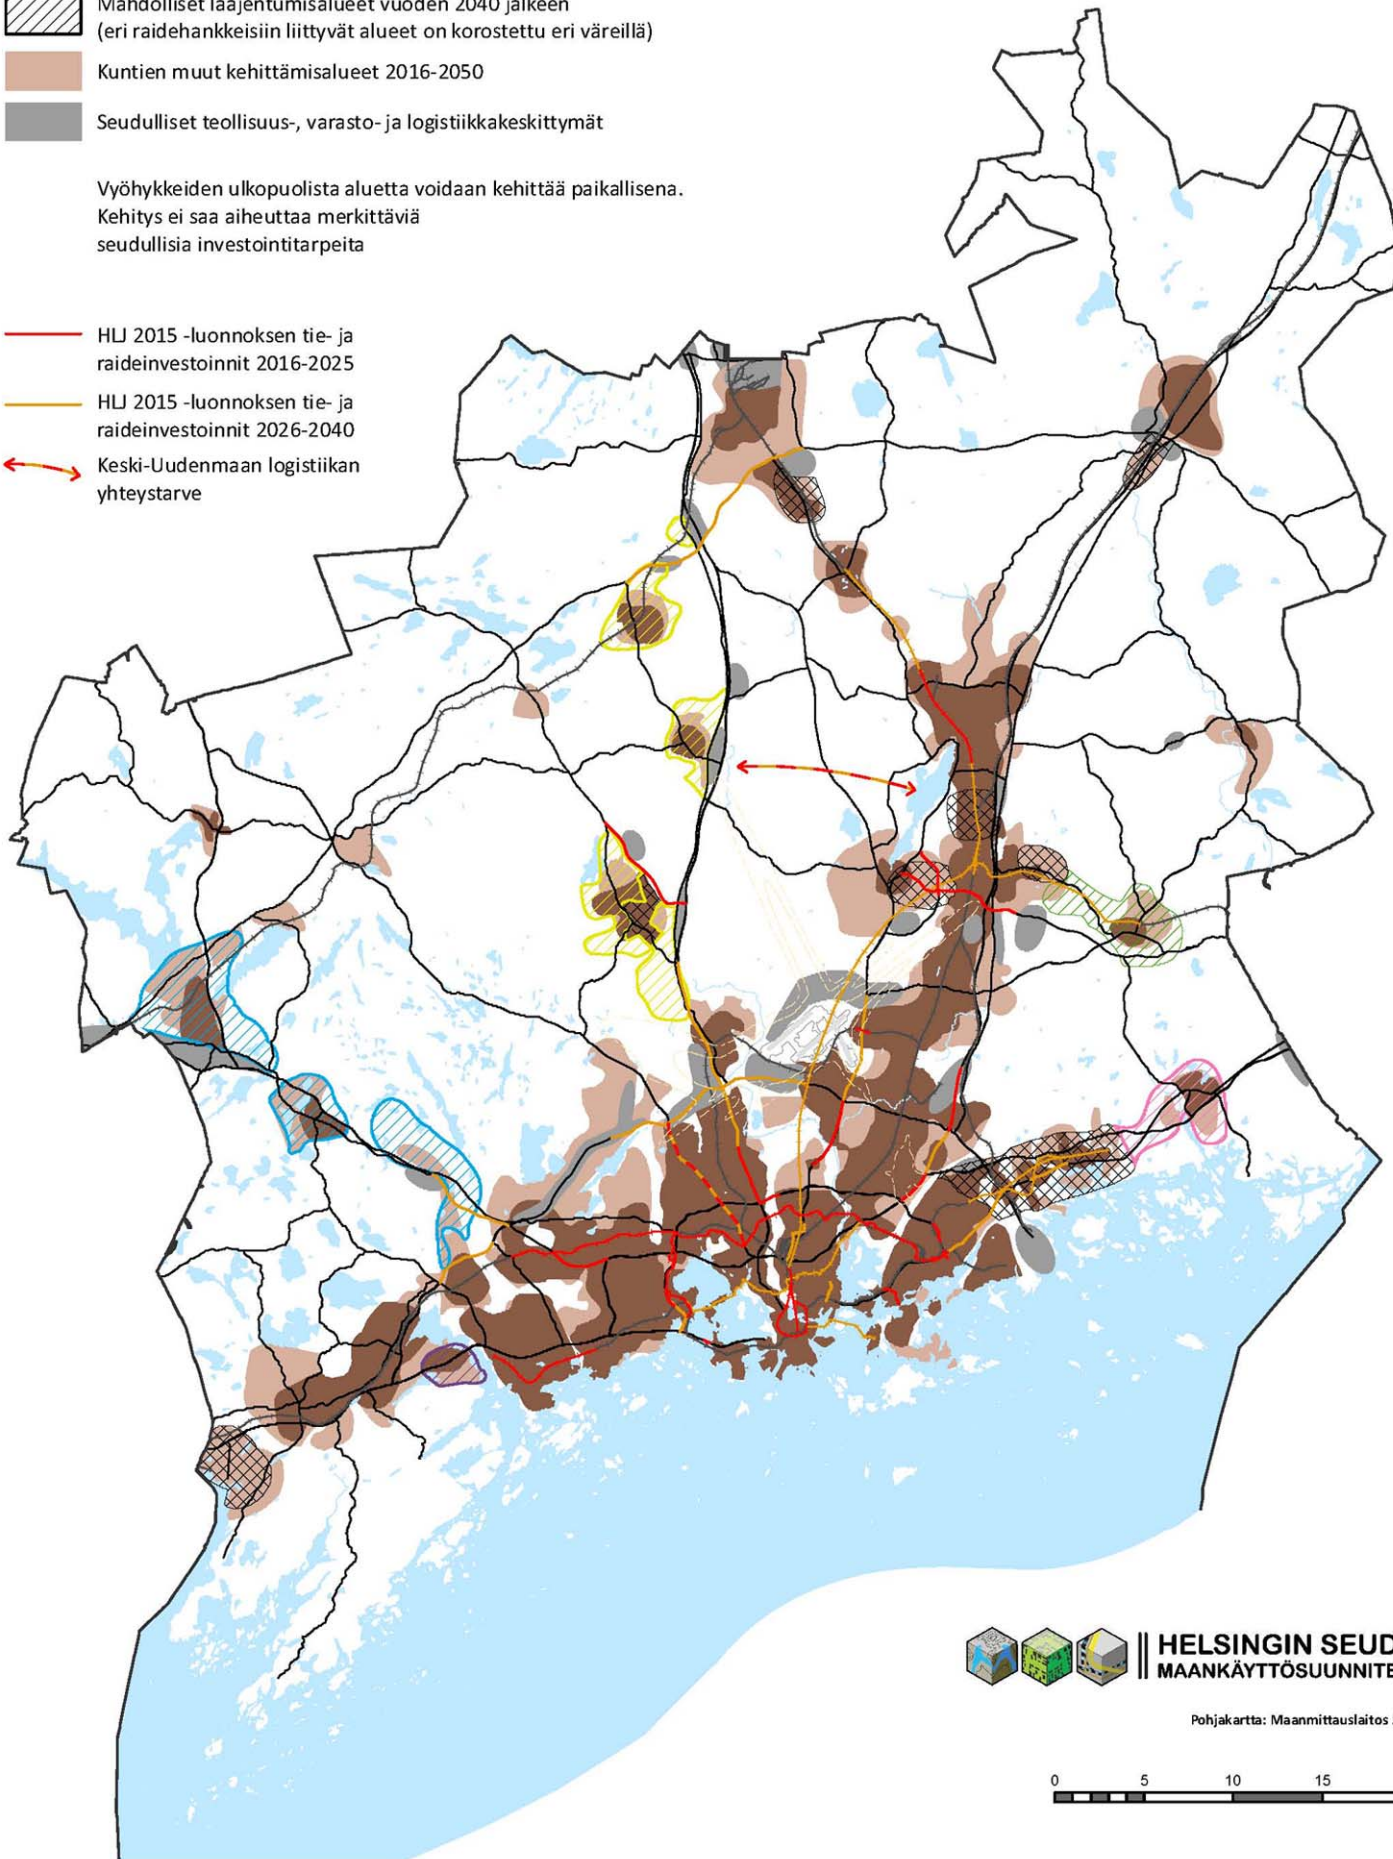 Mahdolliset laajentumisalueet vuoden 2040 jälkeen
(eri raidehankkeisiin liittyvät alueet on korostettu eri väreillä)
Kuntien muut kehittämisalueet 2016-2050
Seudulliset teollisuus-, varasto- ja logistiikkakeskittymät
Vyöhykkeiden ulkopuolista aluetta voidaan kehittää paikallisena.
Kehitys ei saa aiheuttaa merkittäviä
seudullisia investointitarpeita
HLJ 2015 -luonnoksen tie- ja
raideinvestoinnit 2016-2025
HLJ 2015 -luonnoksen tie- ja
raideinvestoinnit 2026-2040
Keski-Uudenmaan logistiikan
yhteystarve
HELSINGIN SEUD
MAANKÄYTTÖSUUNNITE
Pohjakartta: Maanmittauslaitos
0 5 10 15